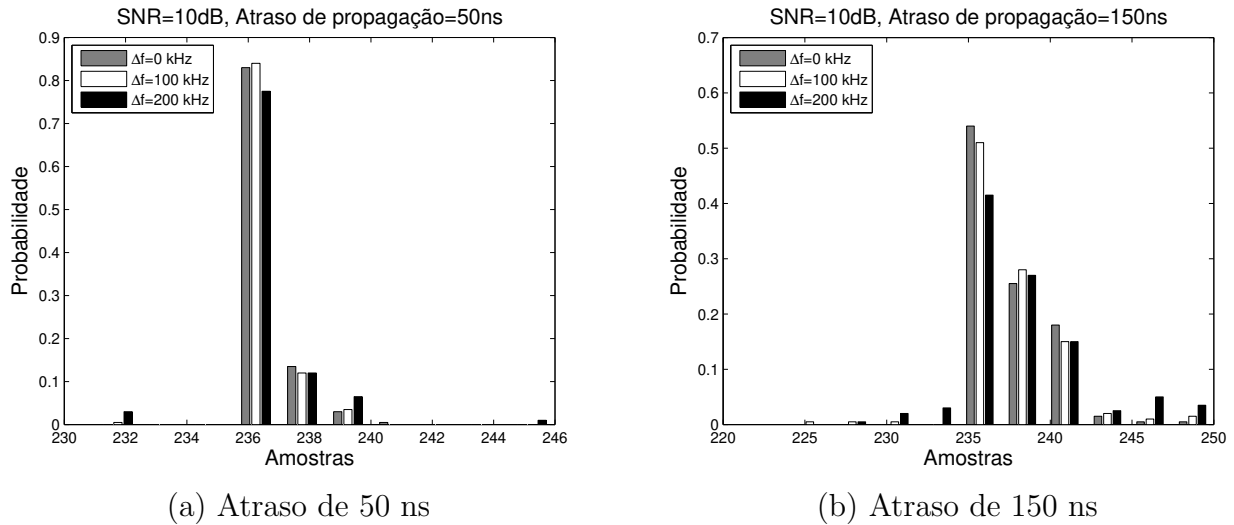 SNR=10dB, Atraso de propagação=50ns
0.9
0.8
0.7
0.6
0.5
0.4
0.3
0.2
0.1
0
Probabilidade
Δf=0 kHz
Δf=100 kHz
Δf=200 kHz
230 232 234 236 238 240 242 244 246
Amostras
(a) Atraso de 50 ns
SNR=10dB, Atraso de propagação=150ns
0.7
0.6
0.5
0.4
0.3
0.2
0.1
0
Probabilidade
Δf=0 kHz
Δf=100 kHz
Δf=200 kHz
220 225 230 235 240 245 250
Amostras
(b) Atraso de 150 ns